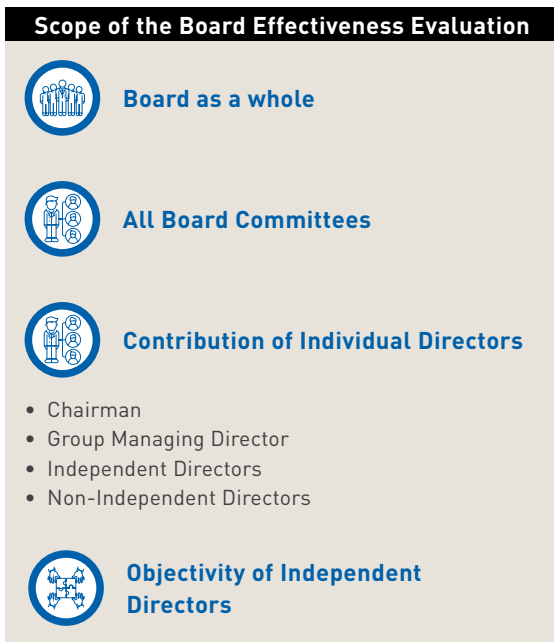 Scope of the Board Effectiveness Evaluation
Board as a whole
All Board Committees
Contribution of Individual Directors
• Chairman
• Group Managing Director
• Independent Directors
• Non-Independent Directors
Objectivity of Independent
Directors